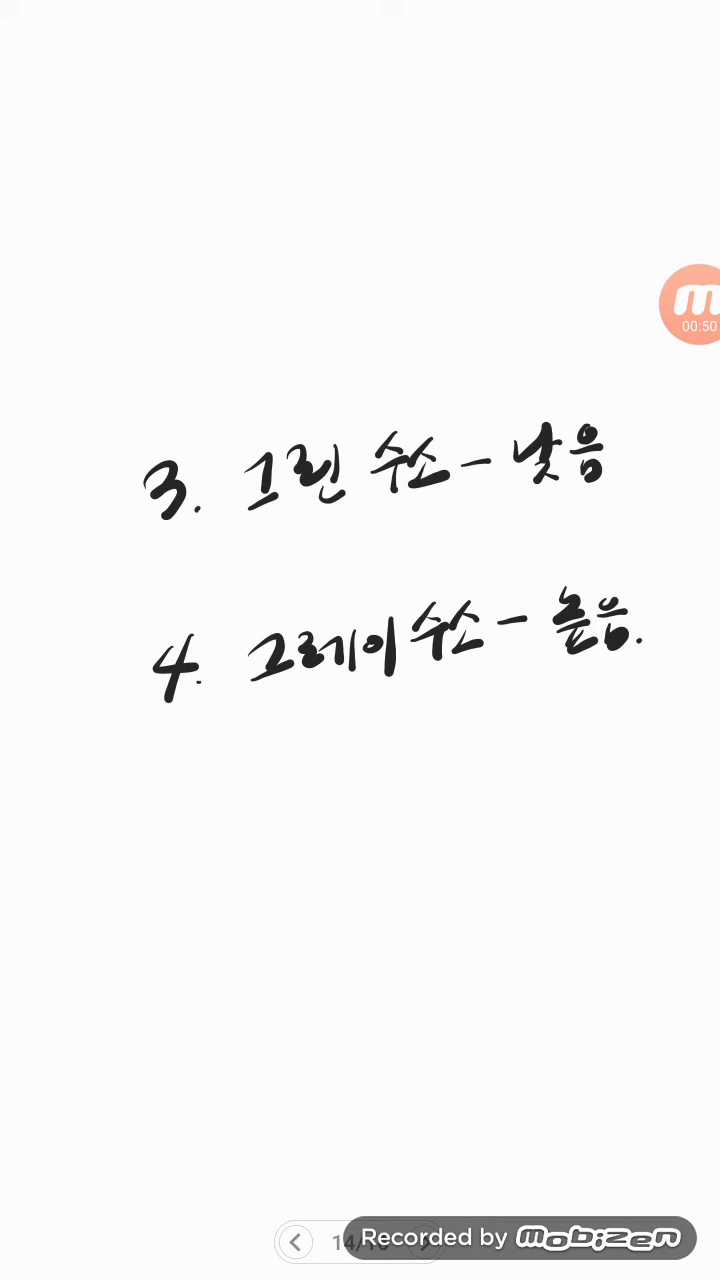 00:50
3. 그린 수소 - 낮음
4. 그레이 수소 - 높음.
Recorded by mobizen